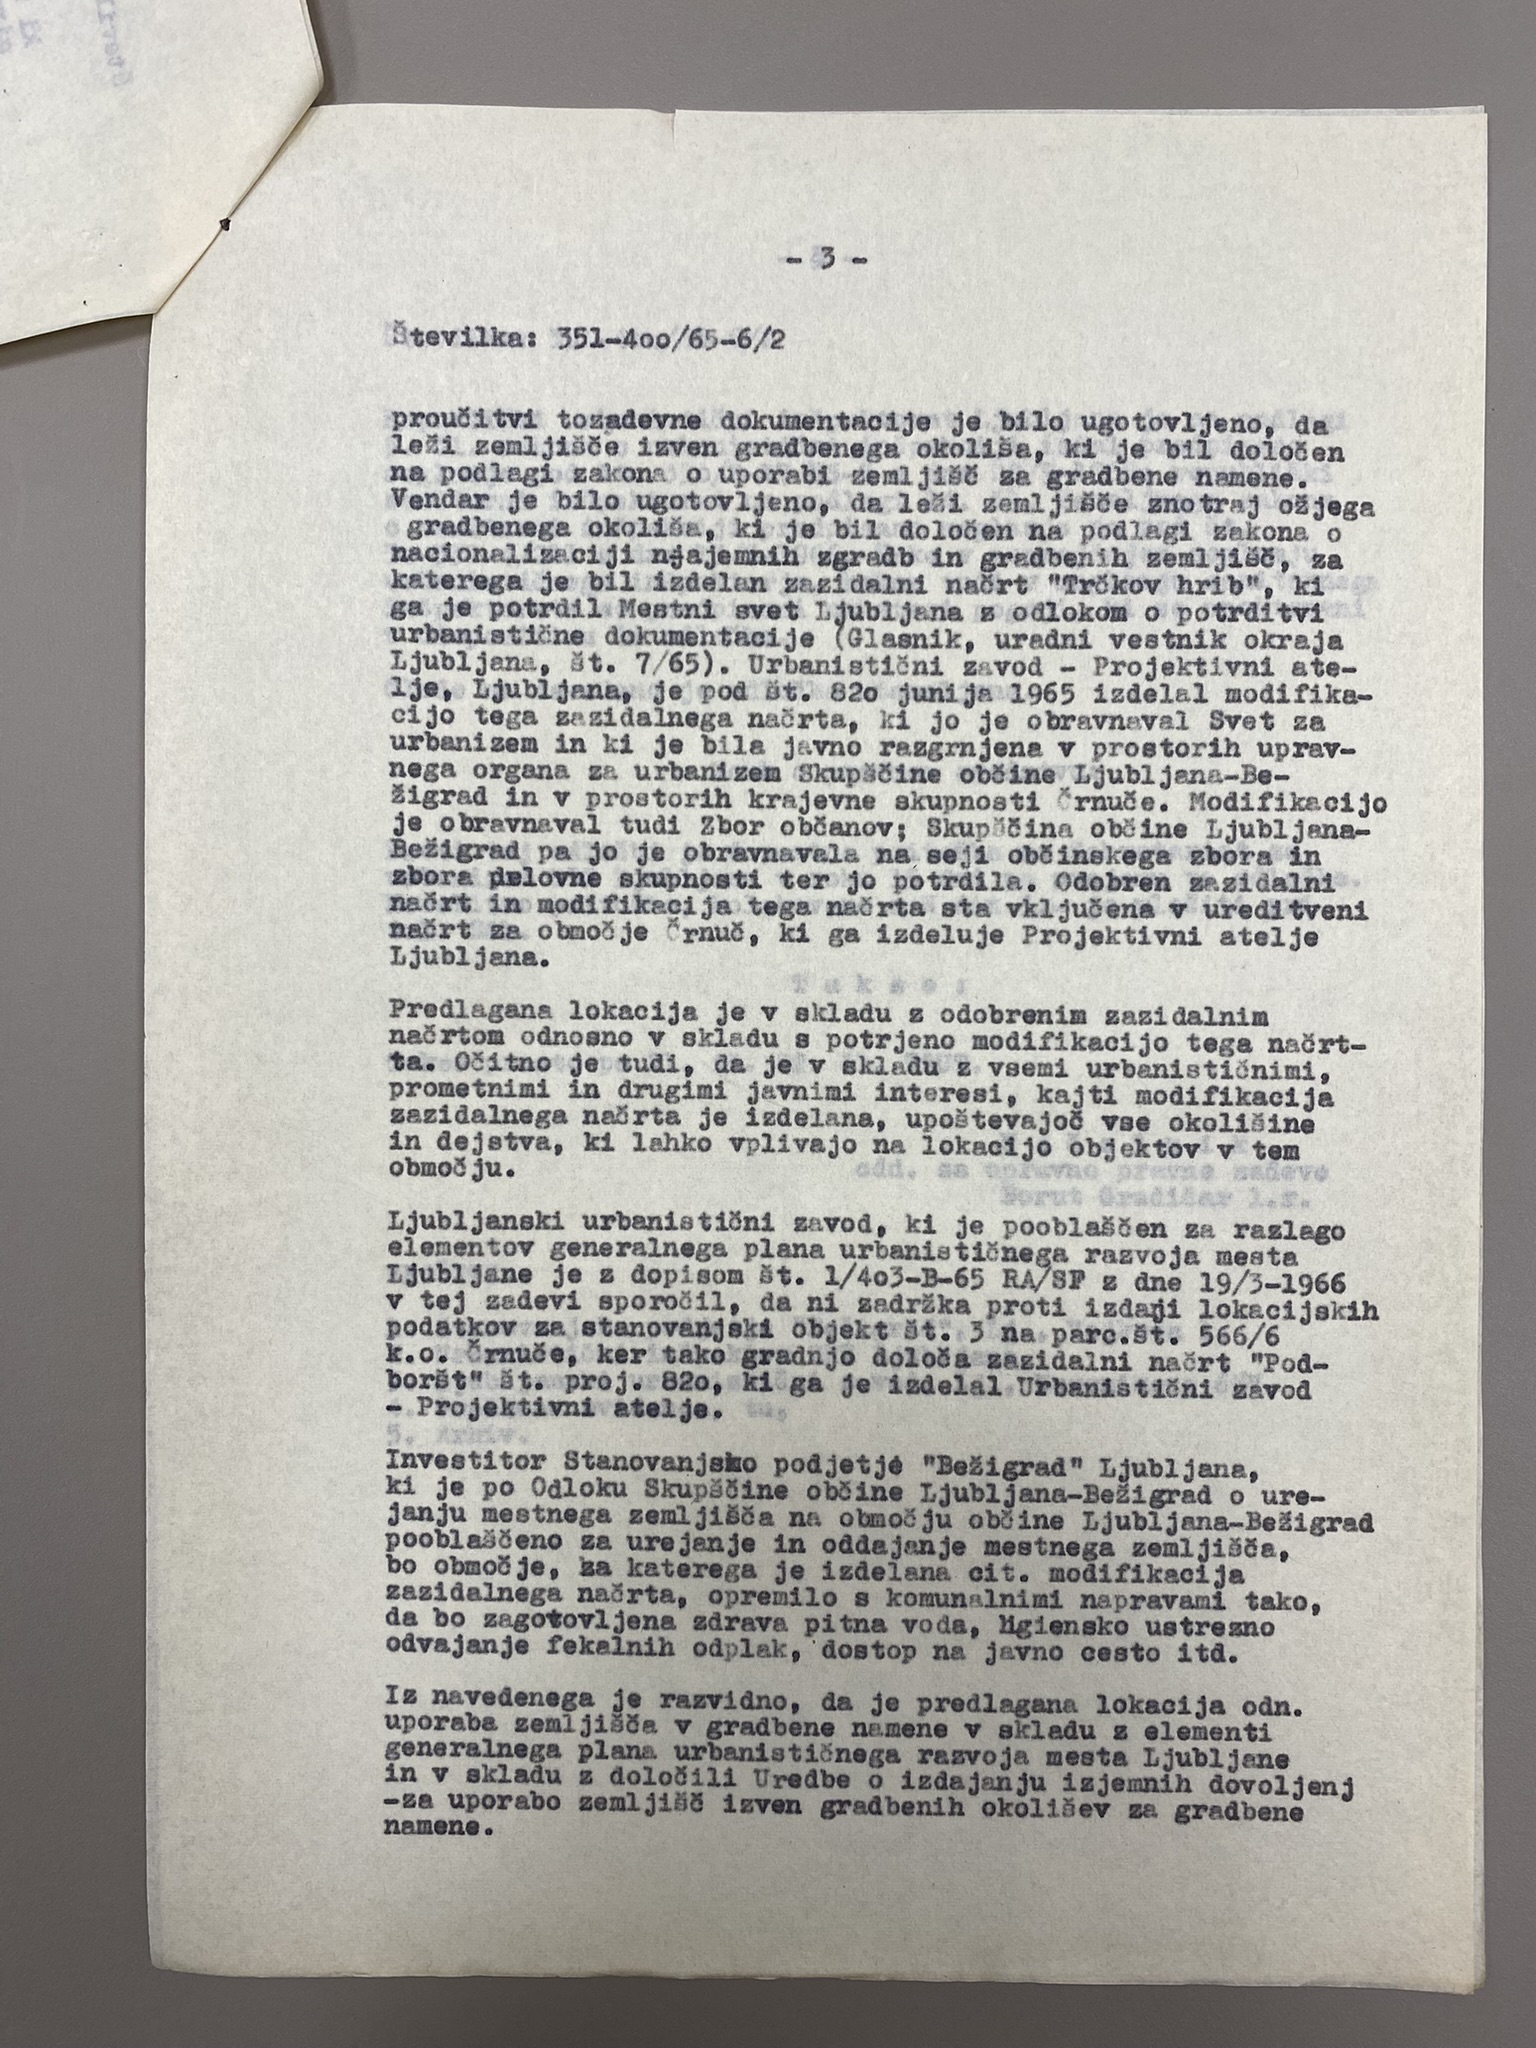 - 3 -
Številka: 351-4oo/65-6/2
proučitvi tozadevne dokumentacije je bilo ugotovljeno, da
leži zemljišče izven gradbenega okoliša, ki je bil določen
na podlagi zakona o uporabi zemljišč za gradbene namene.
Vendar je bilo ugotovljeno, da leži zemljišče znotraj ožjega
gradbenega okoliša, ki je bil določen na podlagi zakona o
nacionalizaciji najemnih zgradb in gradbenih zemljišč, za
katerega je bil izdelan zazidalni načrt "Trčkov hrib", ki
ga je potrdil Mestni svet Ljubljana z odlokom o potrditvi
urbanistične dokumentacije (Glasnik, uradni vestnik okraja
Ljubljana, št. 7/65). Urbanistični zavod - Projektivni ate-
lje, Ljubljana, je pod št. 82o junija 1965 izdelal modifika-
cijo tega zazidalnega načrta, ki jo je obravnaval Svet za
urbanizem in ki je bila javno razgrnjena v prostorih uprav-
nega organa za urbanizem Skupščine občine Ljubljana-Be-
žigrad in v prostorih krajevne skupnosti Črnuče. Modifikacijo
je obravnaval tudi Zbor občanov; Skupščina občine Ljubljana-
Bežigrad pa jo je obravnavala na seji občinskega zbora in
zbora delovne skupnosti ter jo potrdila. Odobren zazidalni
načrt in modifikacija tega načrta sta vključena v ureditveni
načrt za območje Črnuč, ki ga izdeluje Projektivni atelje
Ljubljana.
Predlagana lokacija je v skladu z odobrenim zazidalnim
načrtom odnosno v skladu s potrjeno modifikacijo tega načrt-
ta. Očitno je tudi, da je v skladu z vsemi urbanističnimi,
prometnimi in drugimi javnimi interesi, kajti modifikacija
zazidalnega načrta je izdelana, upoštevajoč vse okolišine
in dejstva, ki lahko vplivajo na lokacijo objektov v tem
območju.
Ljubljanski urbanistični zavod, ki je pooblaščen za razlago
elementov generalnega plana urbanističnega razvoja mesta
Ljubljane je z dopisom št. 1/4o3-B-65 RA/SF z dne 19/3-1966
v tej zadevi sporočil, da ni zadržka proti izdaji lokacijskih
podatkov za stanovanjski objekt št. 3 na parc.št. 566/6
k.o. Črnuče, ker tako gradnjo določa zazidalni načrt "Pod-
boršt" št. proj. 82o, ki ga je izdelal Urbanistični zavod
- Projektivni atelje.
Investitor Stanovanjsko podjetje "Bežigrad" Ljubljana,
ki je po Odloku Skupščine občine Ljubljana-Bežigrad o ure-
janju mestnega zemljišča na območju občine Ljubljana-Bežigrad
pooblaščeno za urejanje in oddajanje mestnega zemljišča,
bo območje, za katerega je izdelana cit. modifikacija
zazidalnega načrta, opremilo s komunalnimi napravami tako,
da bo zagotovljena zdrava pitna voda, higiensko ustrezno
odvajanje fekalnih odplak, dostop na javno cesto itd.
Iz navedenega je razvidno, da je predlagana lokacija odn.
uporaba zemljišča v gradbene namene v skladu z elementi
generalnega plana urbanističnega razvoja mesta Ljubljane
in v skladu z določili Uredbe o izdajanju izjemnih dovoljenj
-za uporabo zemljišč izven gradbenih okolišev za gradbene
namene.